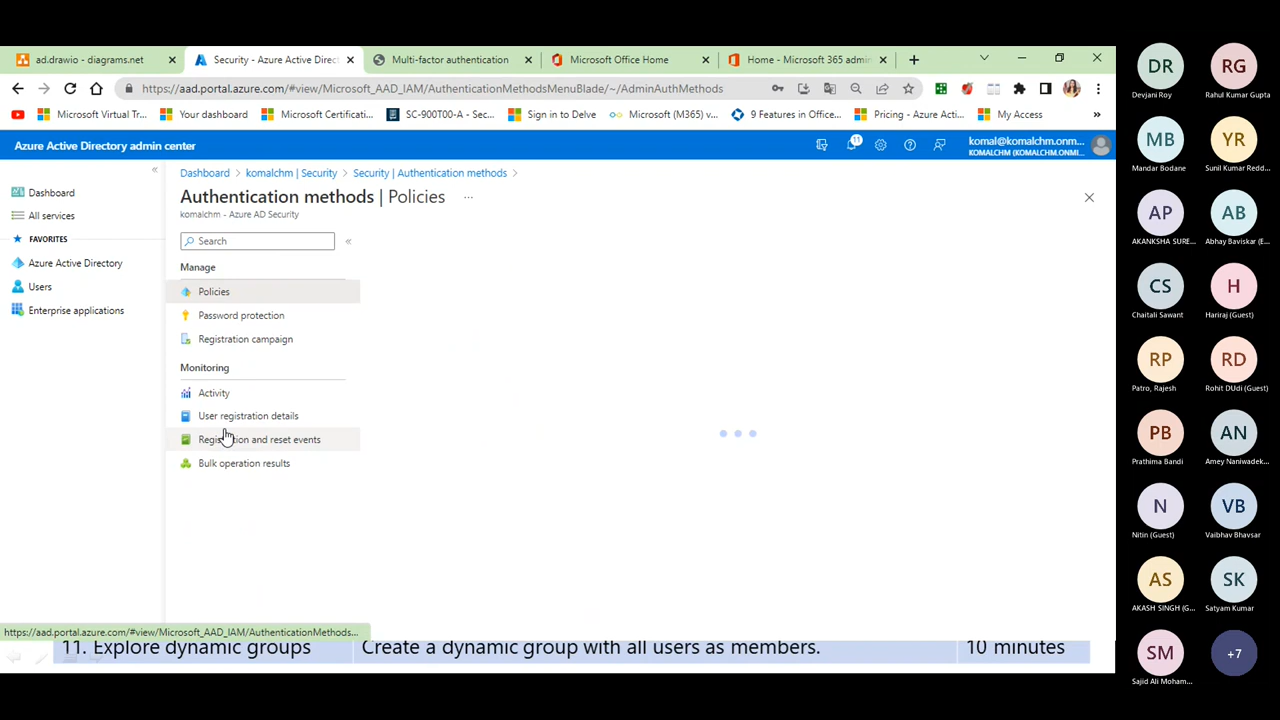 ad.drawio - diagrams.net
Security - Azure Active Direc
Multi-factor authentication
Microsoft Office Home
Home - Microsoft 365 admin
https://aad.portal.azure.com/#view/Microsoft_AAD_IAM/AuthenticationMethodsMenuBlade/~/AdminAuthMethods
Microsoft Virtual Tr...
Your dashboard
Microsoft Certificati...
SC-900T00-A - Sec...
Sign in to Delve
Microsoft (M365) v...
9 Features in Office...
Pricing - Azure Acti...
My Access
»
Azure Active Directory admin center
11
komal@komalchm.onm...
KOMALCHM (KOMALCHM.ONMI...
Dashboard
All services
FAVORITES
Azure Active Directory
Users
Enterprise applications
Dashboard > komalchm | Security > Security | Authentication methods >
Authentication methods | Policies ...
komalchm - Azure AD Security
Search
Manage
Policies
Password protection
Registration campaign
Monitoring
Activity
User registration details
Registration and reset events
Bulk operation results
https://aad.portal.azure.com/#view/Microsoft_AAD_IAM/AuthenticationMethods...
11. Explore dynamic groups
Create a dynamic group with all users as members.
10 minutes
DR
Devjani Roy
RG
Rahul Kumar Gupta
MB
Mandar Bodane
YR
Sunil Kumar Redd...
AP
AKANKSHA SURE...
AB
Abhay Baviskar (E...
CS
Chaitali Sawant
H
Hariraj (Guest)
RP
Patro, Rajesh
RD
Rohit DUdi (Guest)
PB
Prathima Bandi
AN
Amey Naniwadek...
N
Nitin (Guest)
VB
Vaibhav Bhavsar
AS
AKASH SINGH (G...
SK
Satyam Kumar
SM
Sajid Ali Moham...
+7